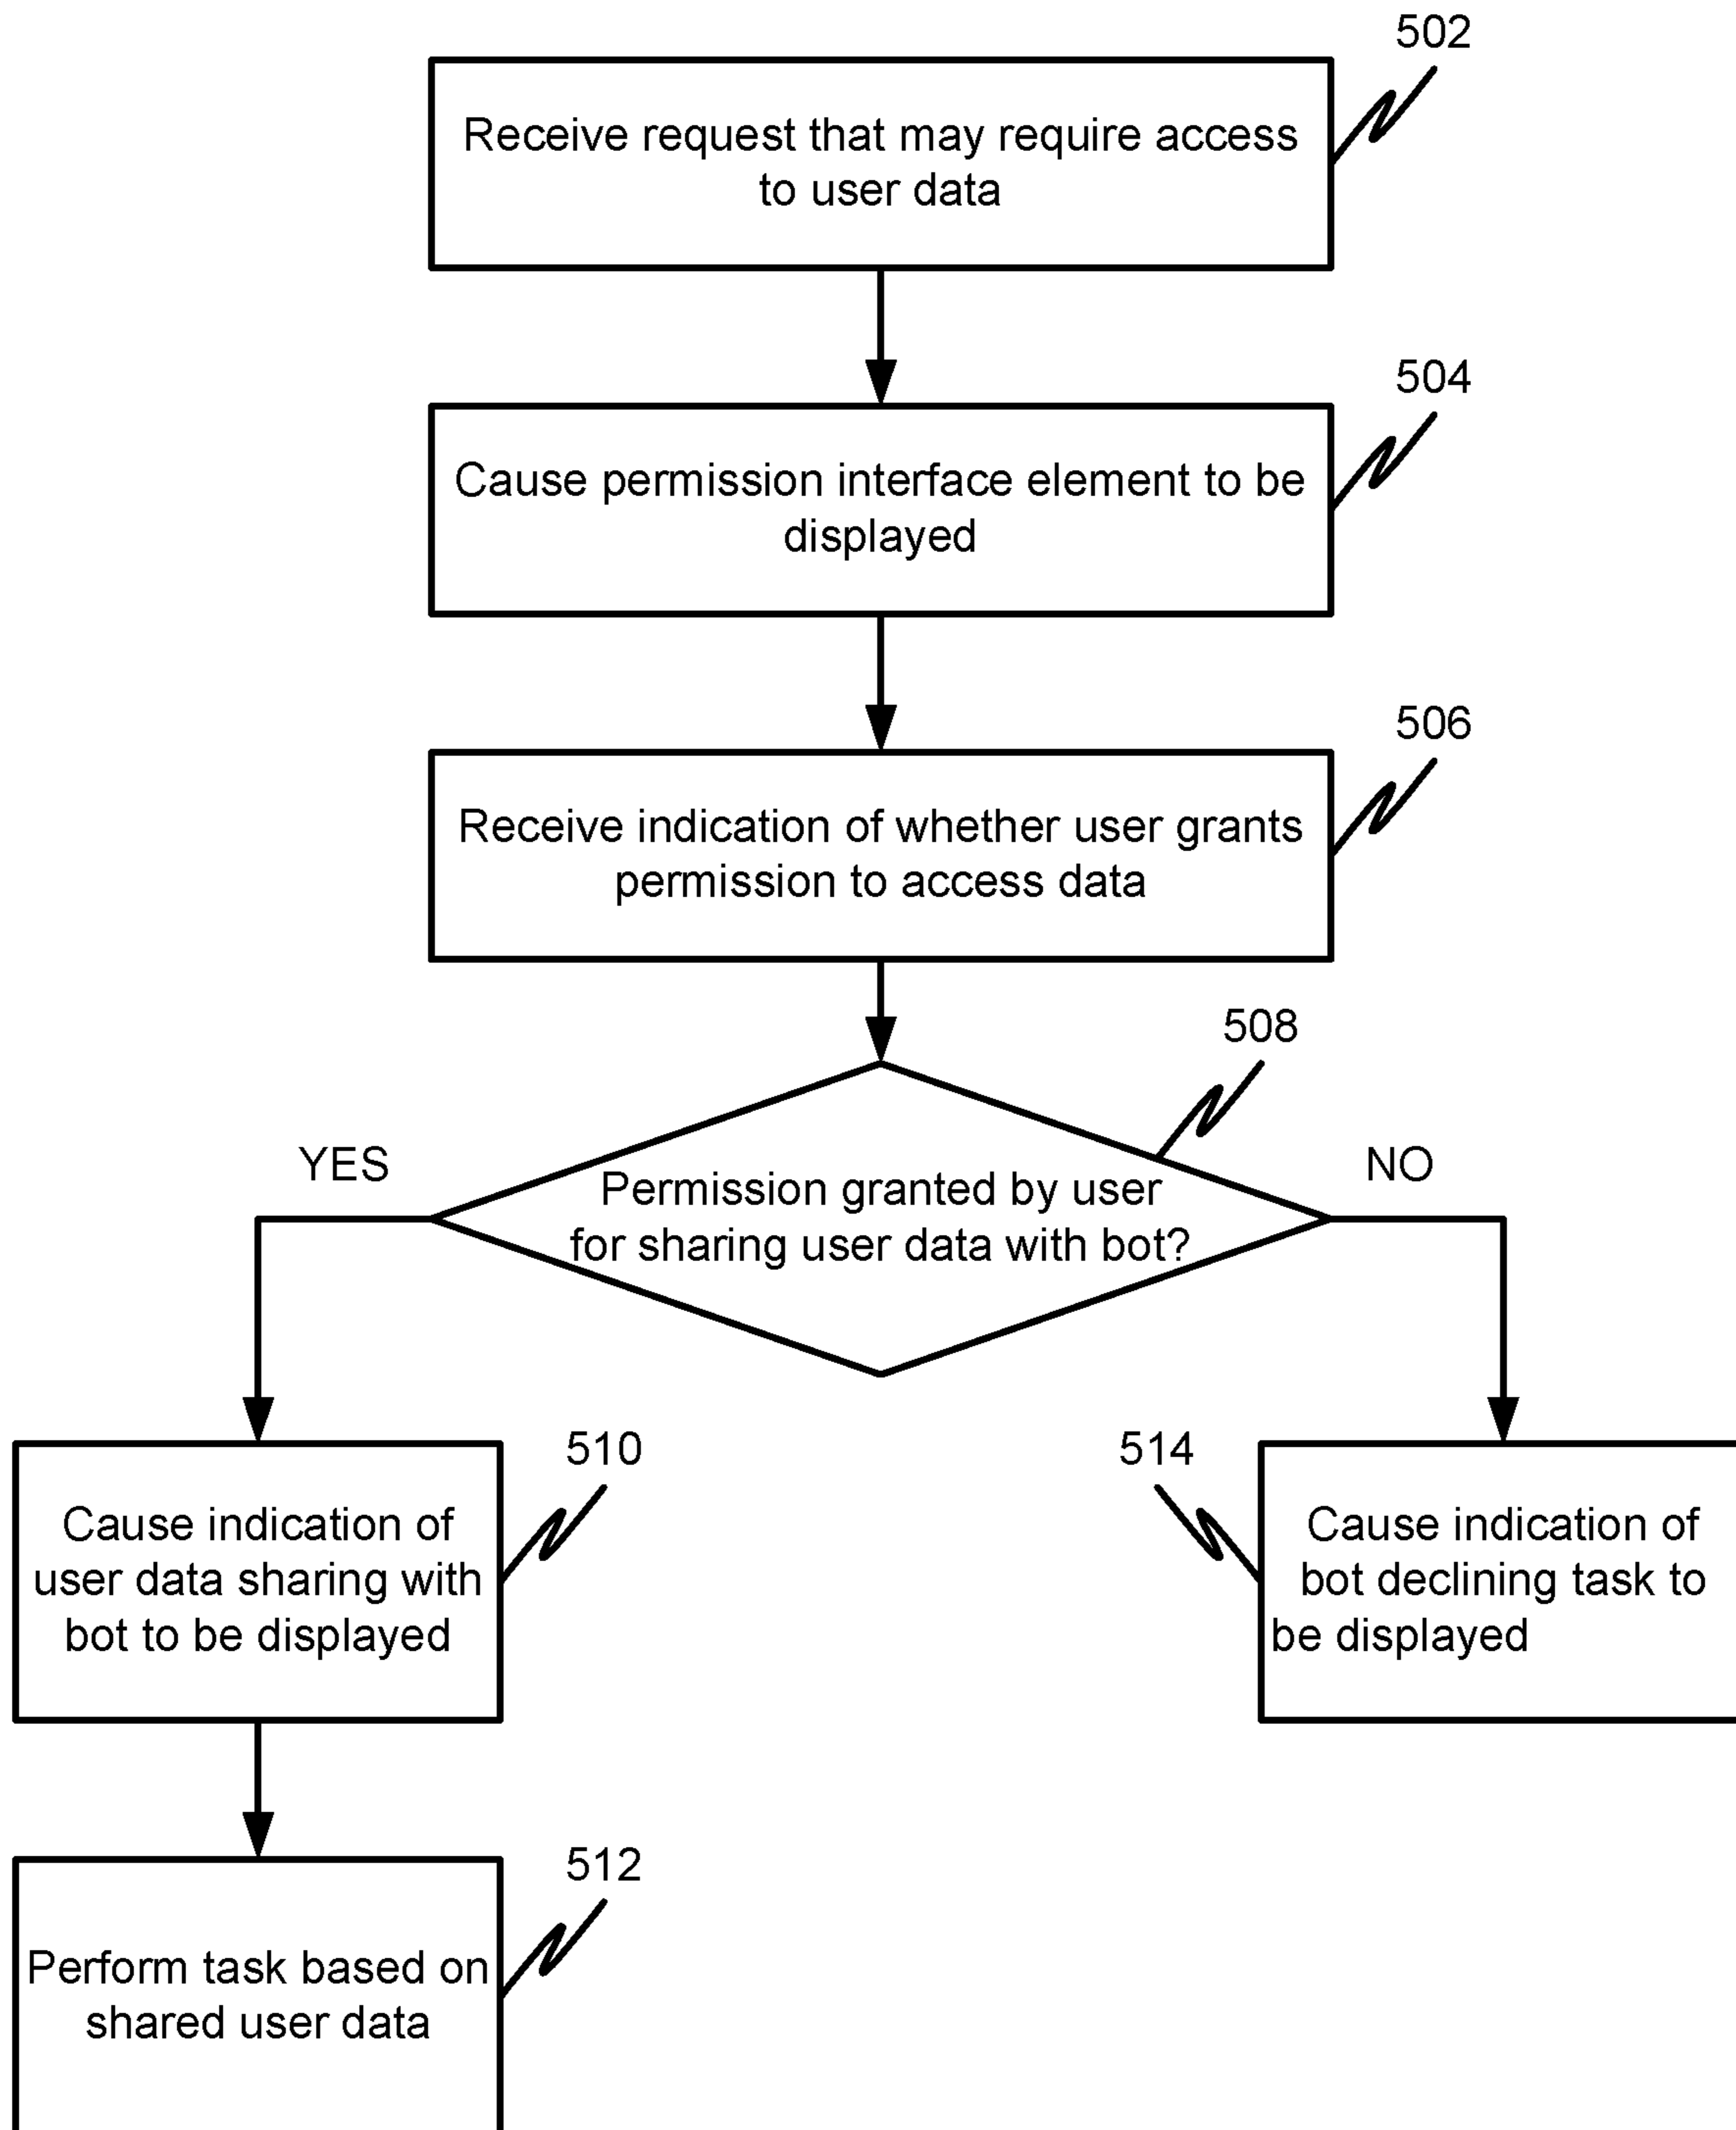 502
Receive request that may require access
to user data
504
Cause permission interface element to be
displayed
506
Receive indication of whether user grants
permission to access data
508
YES
NO
Permission granted by user
for sharing user data with bot?
510
514
Cause indication of
user data sharing with
bot to be displayed
Cause indication of
bot declining task to
be displayed
512
Perform task based on
shared user data